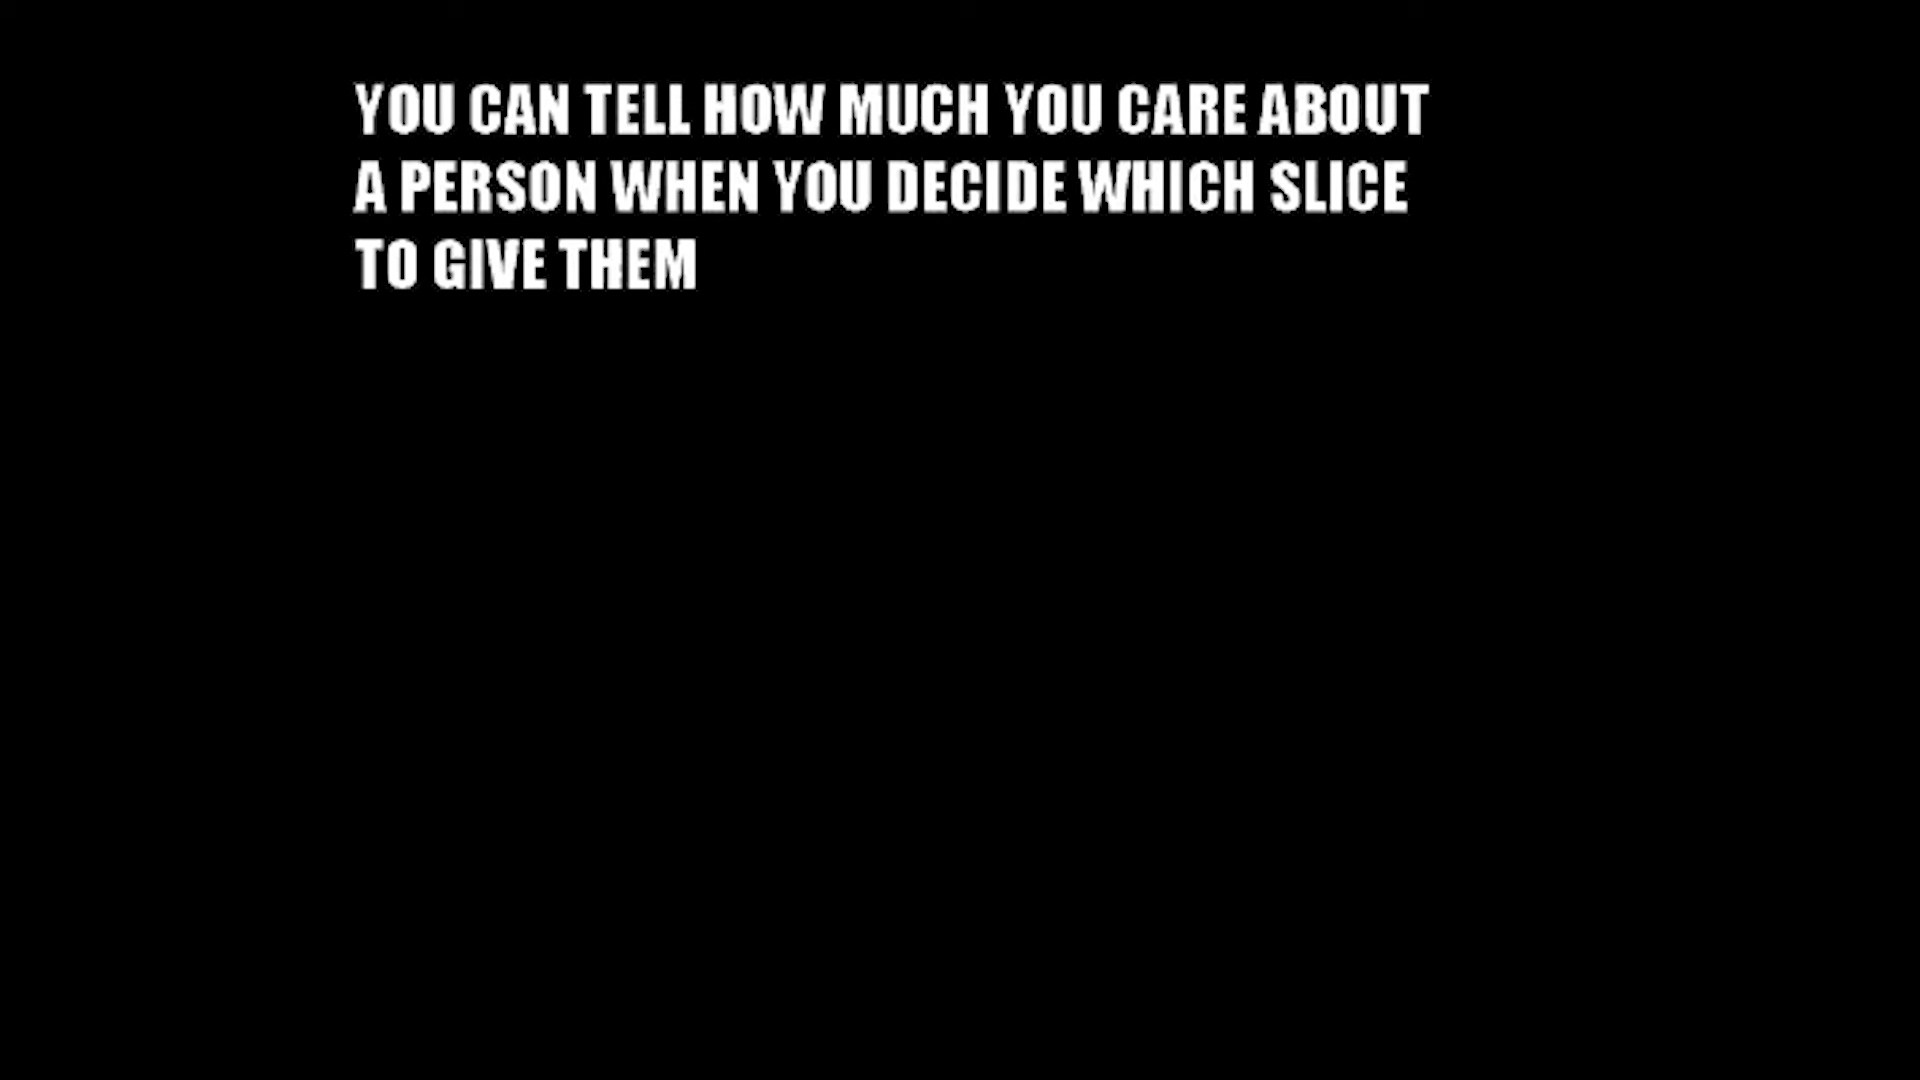 YOU CAN TELL HOW MUCH YOU CARE ABOUT
A PERSON WHEN YOU DECIDE WHICH SLICE
TO GIVE THEM